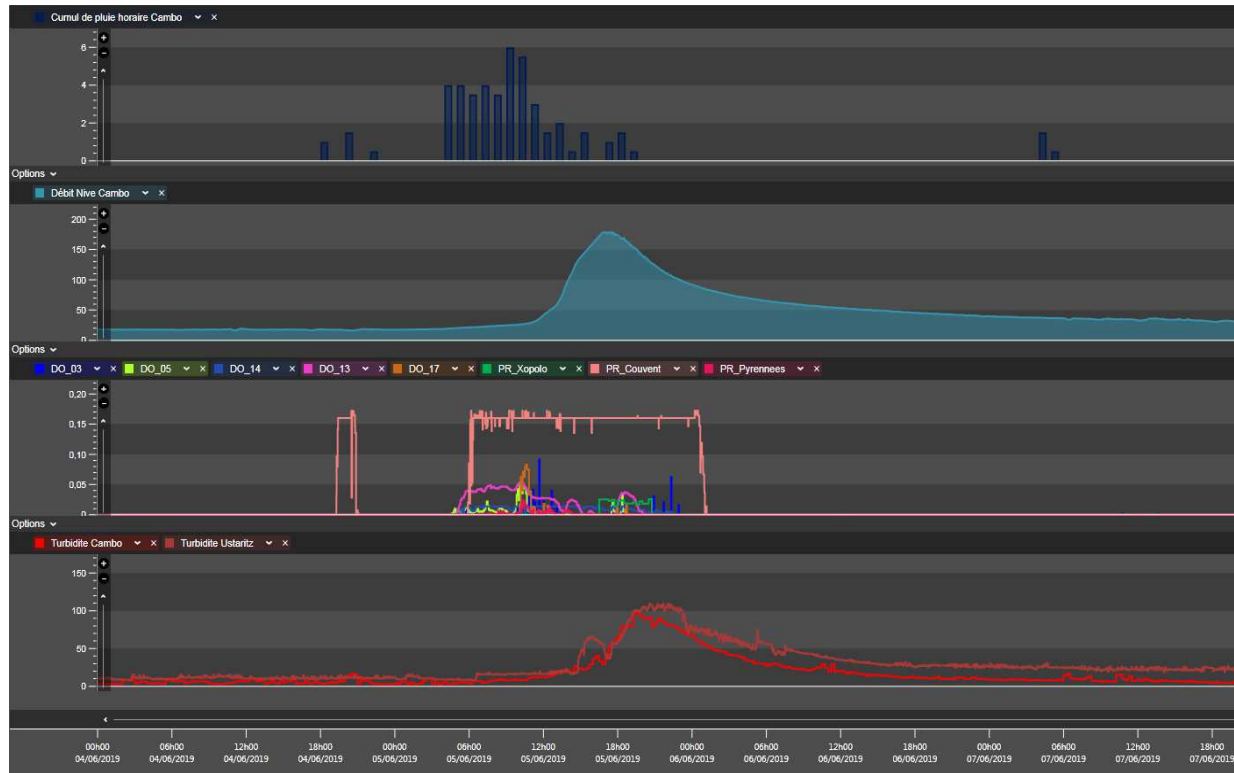 Cumul de pluie horaire Cambo
6
4
2
0
Options
Débit Nive Cambo
200
150
100
50
0
Options
DO_03 DO_05 DO_14 DO_13 DO_17 PR_Xopolo PR_Couvent PR_Pyrennees
0,20
0,15
0,10
0,05
0
Options
Turbidite Cambo Turbidite Ustaritz
150
100
50
0
00h00 06h00 12h00 18h00 00h00 06h00 12h00 18h00 00h00 06h00 12h00 18h00 00h00 06h00 12h00 18h00
04/06/2019 04/06/2019 04/06/2019 04/06/2019 05/06/2019 05/06/2019 05/06/2019 05/06/2019 06/06/2019 06/06/2019 06/06/2019 06/06/2019 07/06/2019 07/06/2019 07/06/2019 07/06/2019